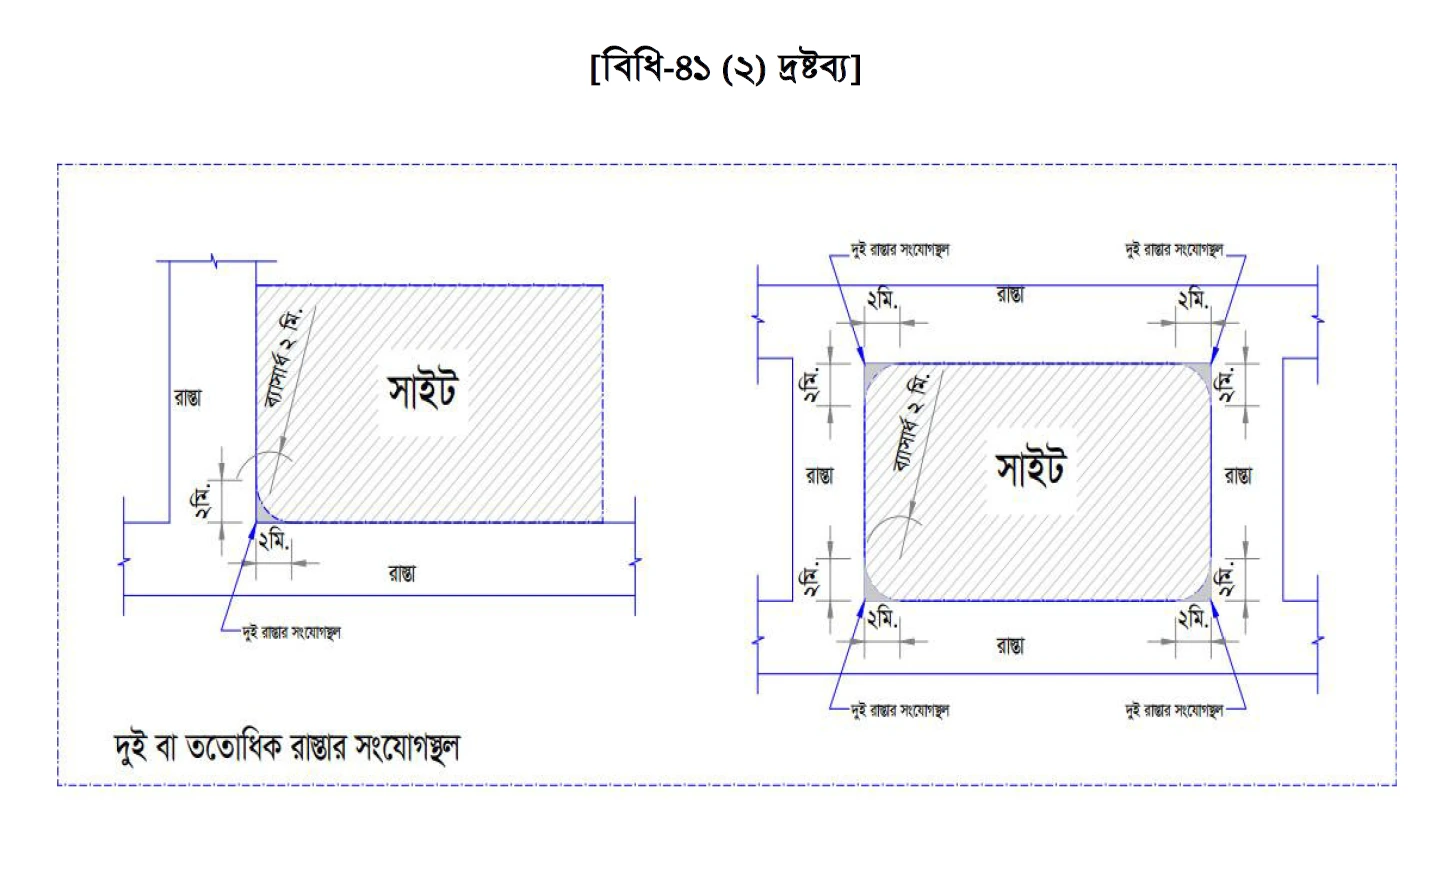 [বিধি-৪১ (২) দ্রষ্টব্য]
ব্যাসার্ধ ২ মি.
সাইট
রাস্তা
২মি.
২মি.
রাস্তা
দুই রাস্তার সংযোগস্থল
দুই বা ততোধিক রাস্তার সংযোগস্থল
দুই রাস্তার সংযোগস্থল
দুই রাস্তার সংযোগস্থল
২মি.
রাস্তা
২মি.
২মি.
২মি.
ব্যাসার্ধ ২ মি.
সাইট
রাস্তা
রাস্তা
২মি.
২মি.
২মি.
২মি.
রাস্তা
দুই রাস্তার সংযোগস্থল
দুই রাস্তার সংযোগস্থল